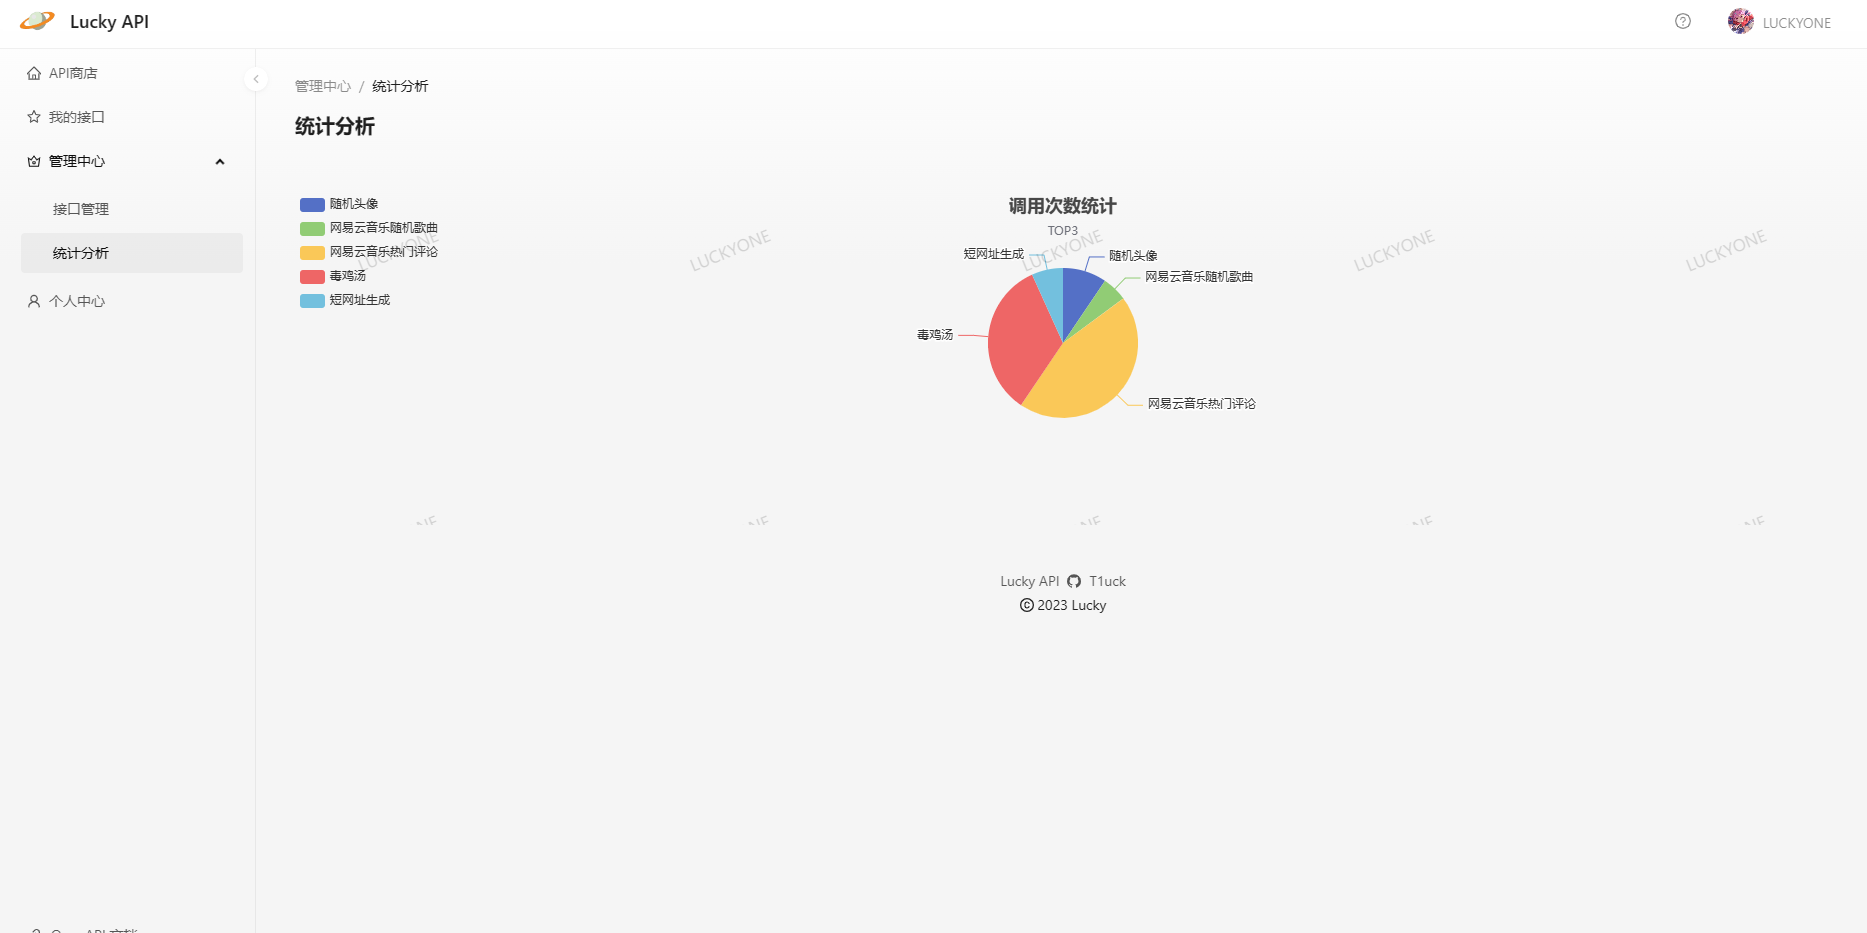 Lucky API
LUCKYONE
API商店
我的接口
管理中心
接口管理
统计分析
个人中心
管理中心 / 统计分析
统计分析
随机头像
网易云音乐随机歌曲
网易云音乐热门评论
毒鸡汤
短网址生成
调用次数统计
TOP3
短网址生成
随机头像
网易云音乐随机歌曲
毒鸡汤
网易云音乐热门评论
LUCKYONE
LUCKYONE
LUCKYONE
LUCKYONE
LUCKYONE
Lucky API T1uck
© 2023 Lucky